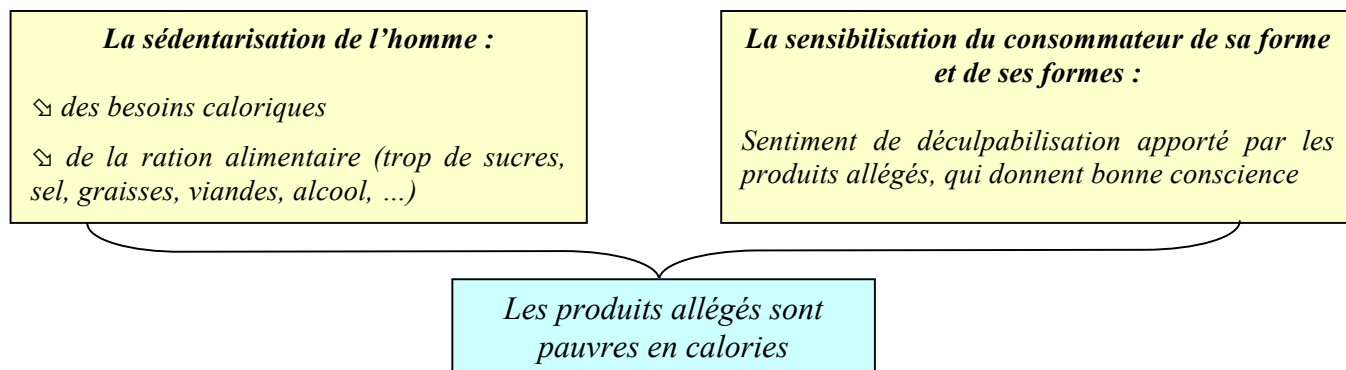 La sédentarisation de l’homme :
⬂ des besoins caloriques
⬂ de la ration alimentaire (trop de sucres,
sel, graisses, viandes, alcool, …)
La sensibilisation du consommateur de sa forme
et de ses formes :
Sentiment de déculpabilisation apporté par les
produits allégés, qui donnent bonne conscience
Les produits allégés sont
pauvres en calories